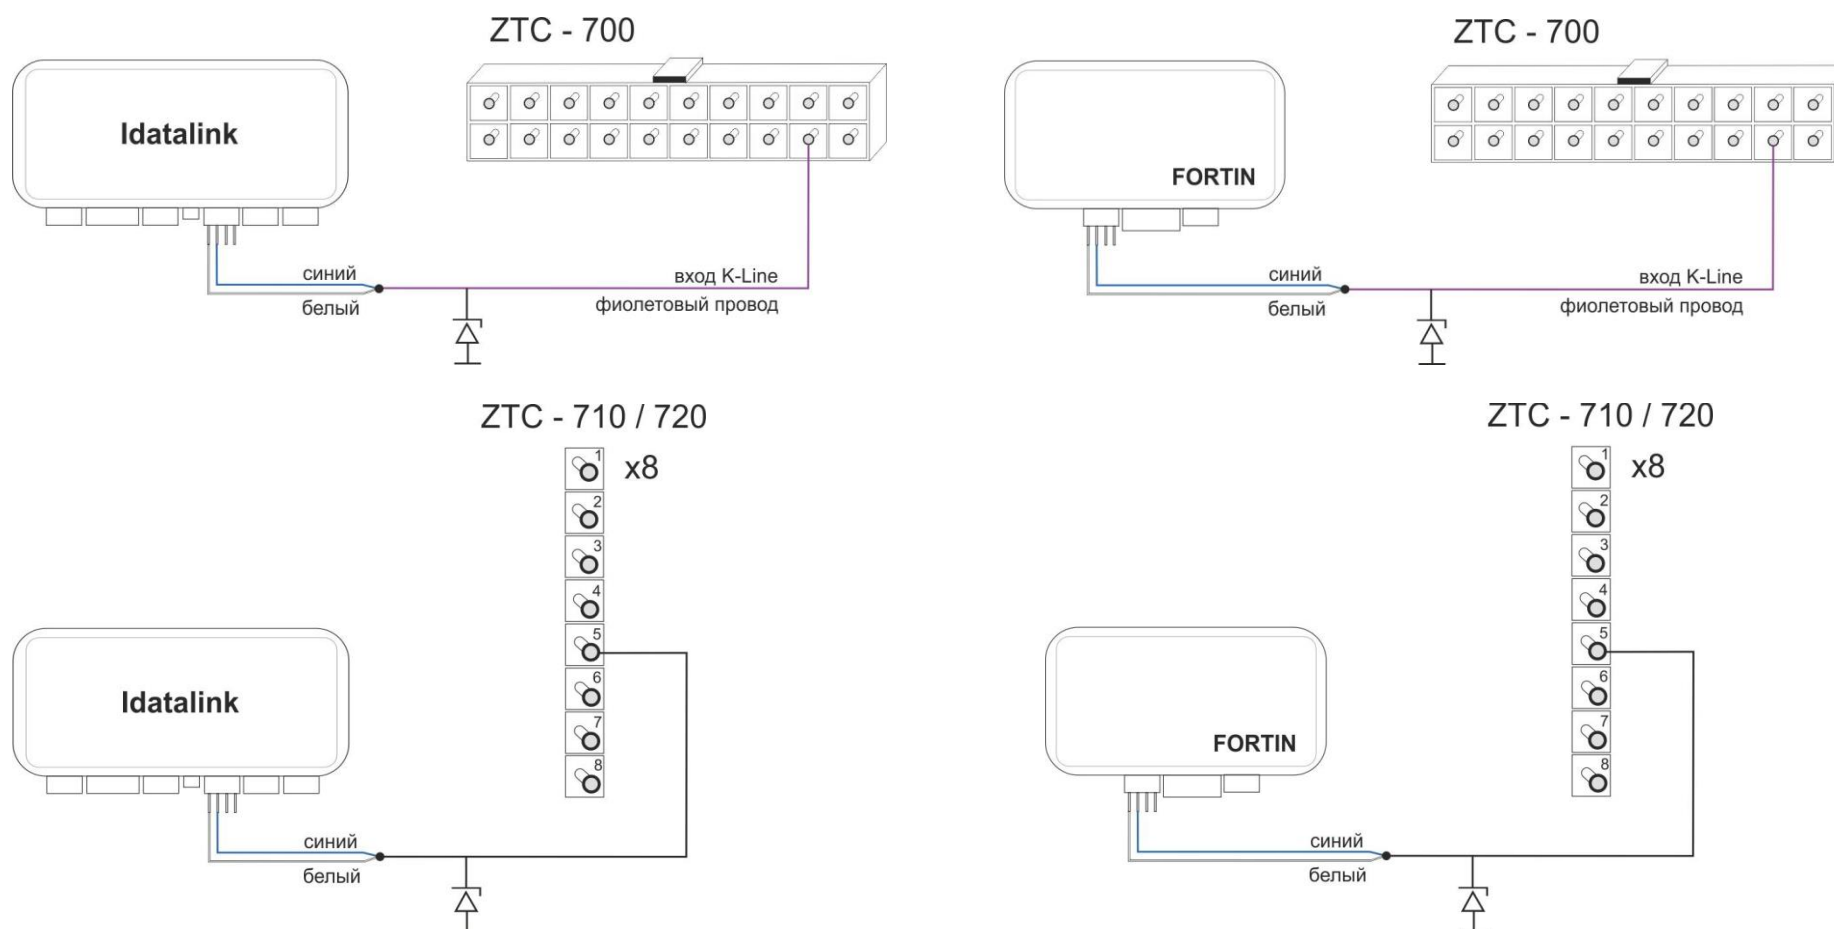 ZTC - 700
Idatalink
синий
белый
вход K-Line
фиолетовый провод
ZTC - 700
FORTIN
синий
белый
вход K-Line
фиолетовый провод
ZTC - 710 / 720
x8
1
2
3
4
5
6
7
8
Idatalink
синий
белый
ZTC - 710 / 720
x8
1
2
3
4
5
6
7
8
FORTIN
синий
белый